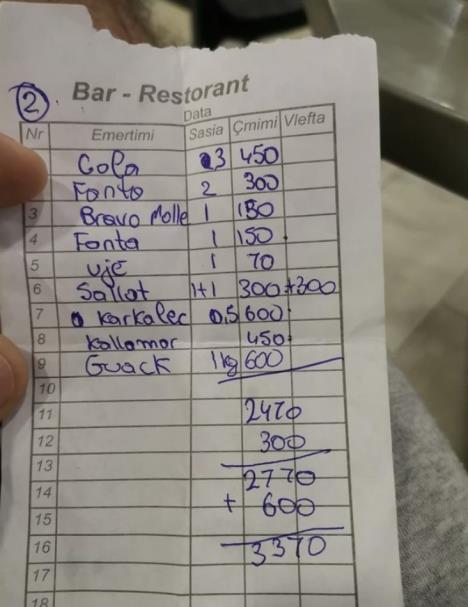 2
Bar - Restorant
Data
Nr Emertimi Sasia Çmimi Vlefta
Cola 3 450
Fonto 2 300
3 Bravo Molle 1 150
4 Fonta 1 150
5 uje 1 70
6 Sallat 1+1 300+300
7 karkalec 0,5 600
8 kallamar 450
9 1kg 600
10
11 2470
12 300
13 2770
14 + 600
15
16 3370
17
18